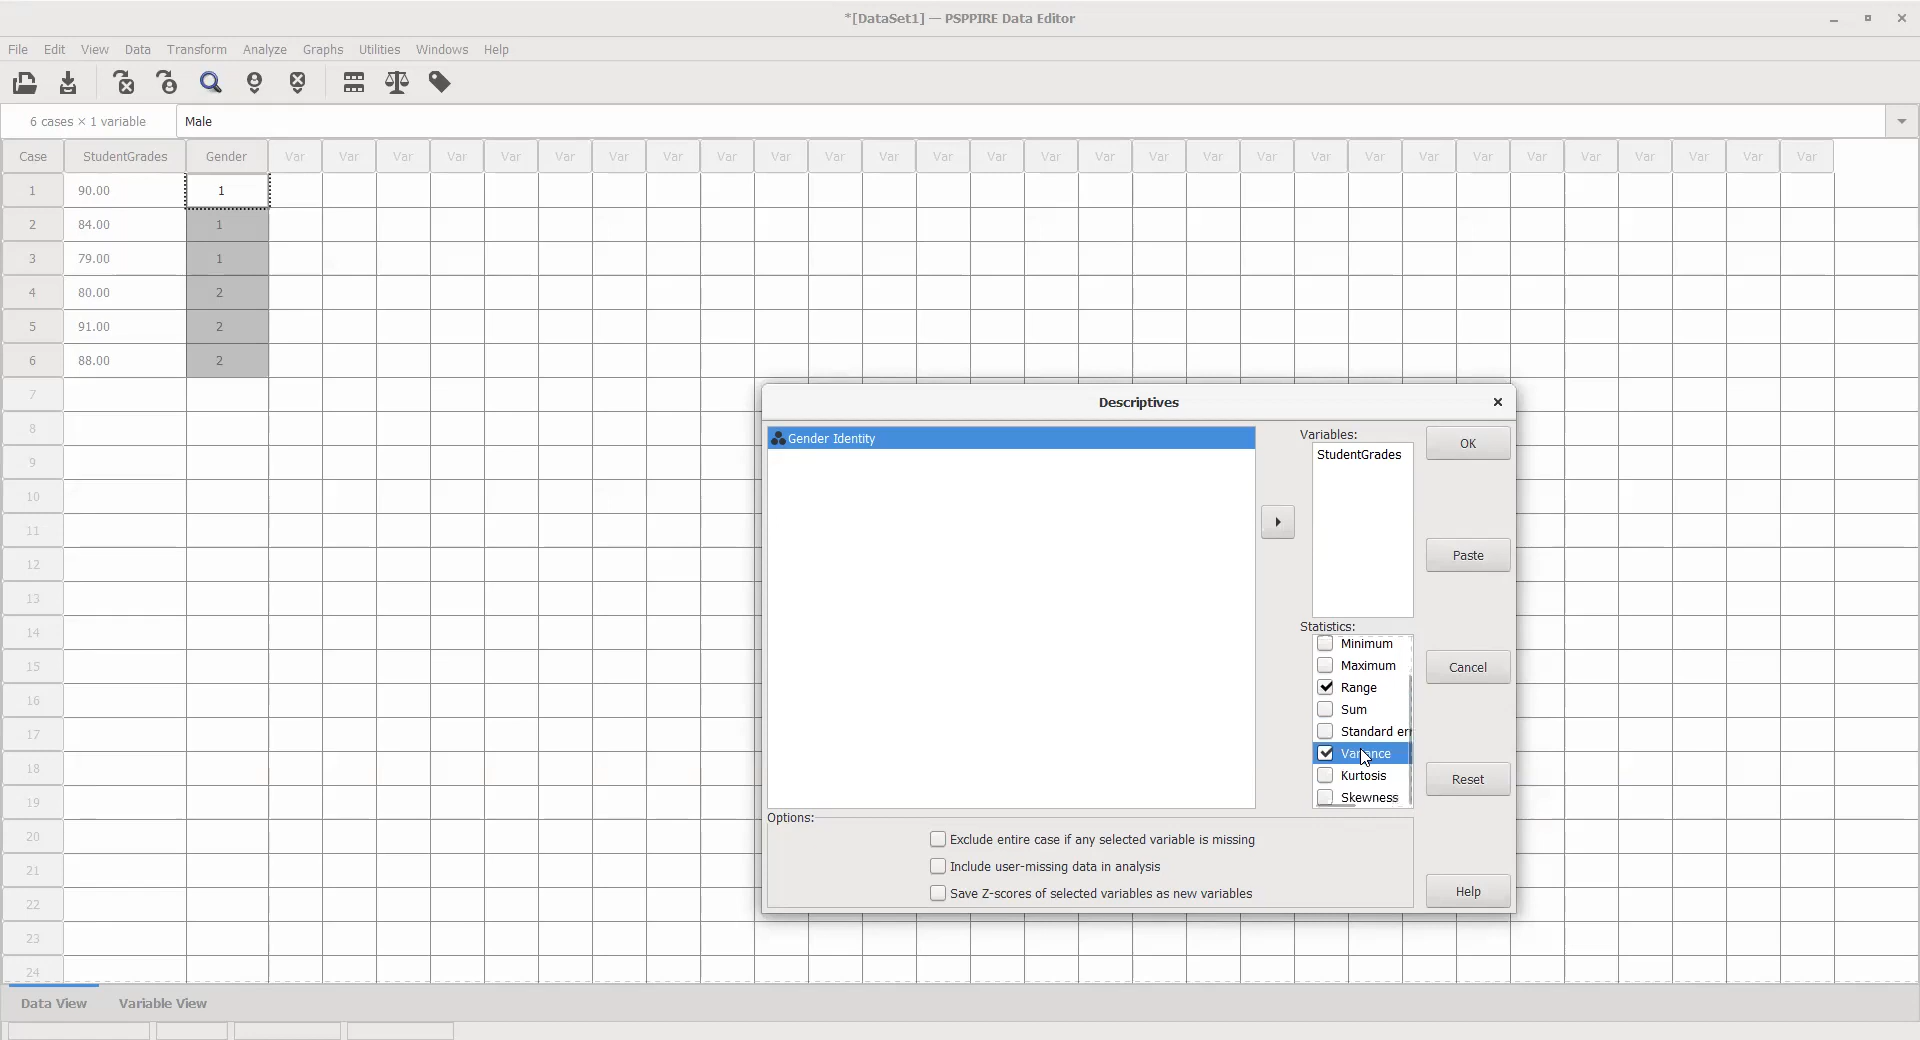 *[DataSet1] — PSPPIRE Data Editor
File Edit View Data Transform Analyze Graphs Utilities Windows Help
6 cases × 1 variable Male
Case StudentGrades Gender Var Var Var Var Var Var Var Var Var Var Var Var Var Var Var Var Var Var Var Var Var Var Var Var Var Var Var Var Var
1 90.00 1
2 84.00 1
3 79.00 1
4 80.00 2
5 91.00 2
6 88.00 2
7
8
9
10
11
12
13
14
15
16
17
18
19
20
21
22
23
24
Descriptives
Gender Identity
Variables:
StudentGrades
Statistics:
Minimum
Maximum
Range
Sum
Standard err
Variance
Kurtosis
Skewness
OK
Paste
Cancel
Reset
Help
Options:
Exclude entire case if any selected variable is missing
Include user-missing data in analysis
Save Z-scores of selected variables as new variables
Data View Variable View